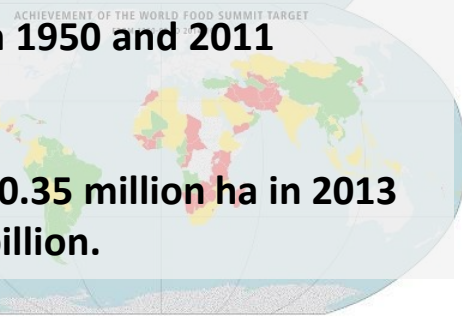 ACHIEVEMENT OF THE WORLD FOOD SUMMIT TARGET
1950 and 2011
0.35 million ha in 2013
illion.